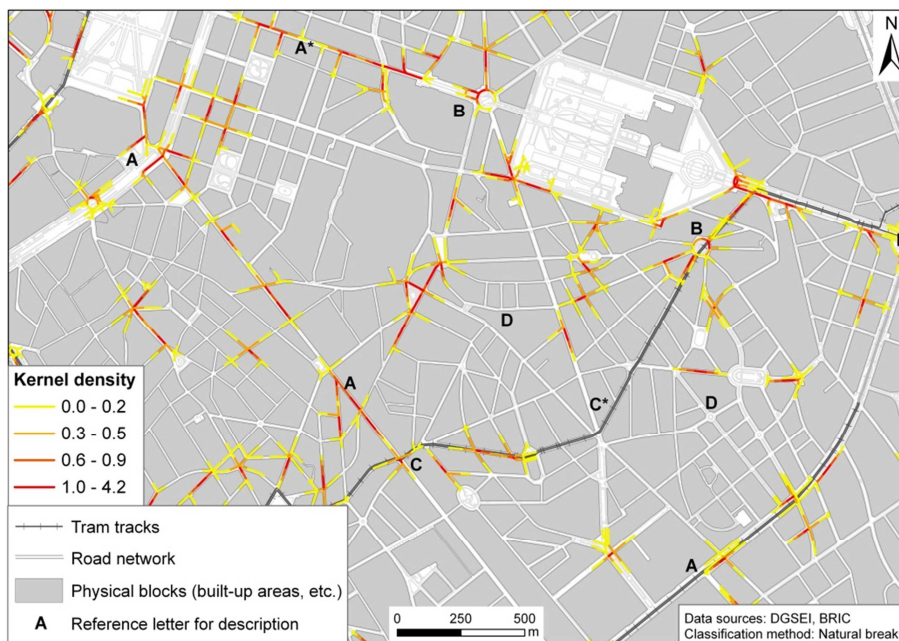 N
A*
B
A
B
D
A
C*
D
C
A
Kernel density
0.0 - 0.2
0.3 - 0.5
0.6 - 0.9
1.0 - 4.2
Tram tracks
Road network
Physical blocks (built-up areas, etc.)
A Reference letter for description
0 250 500
m
Data sources: DGSEI, BRIC
Classification method: Natural break